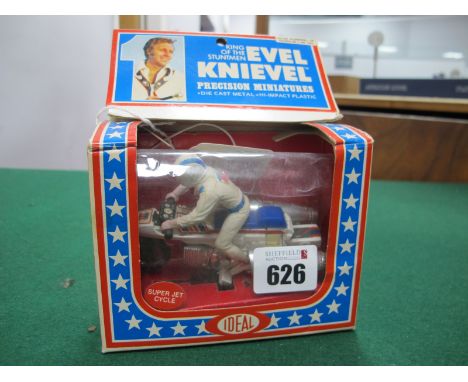 KING
OF THE
STUNTMEN
EVEL
KNIEVEL
PRECISION MINIATURES
•DIE CAST METAL •HI-IMPACT PLASTIC
SUPER JET
CYCLE
SHEFFIELD
AUCTION
626
IDEAL